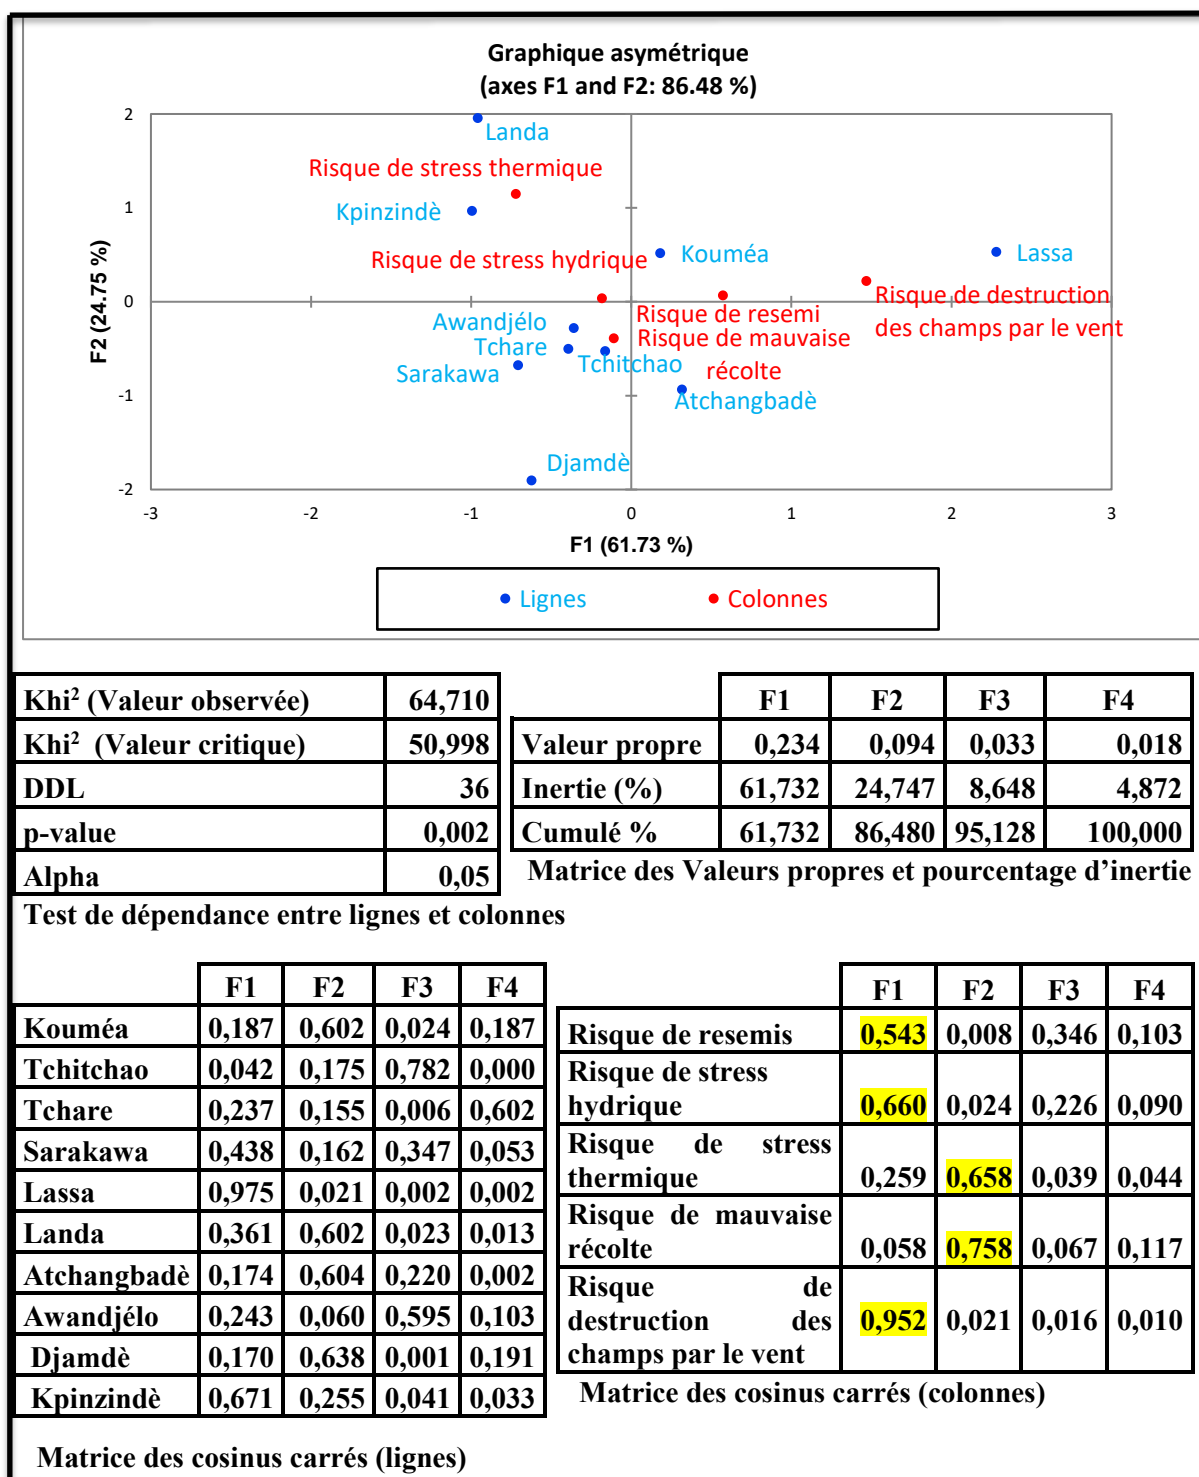 Graphique asymétrique
(axes F1 and F2: 86.48 %)
2
Landa
Risque de stress thermique
1
Kpinzindè
Kouméa
Lassa
Risque de stress hydrique
0
Risque de destruction
des champs par le vent
Awandjélo
Risque de resemi
Tchare
Risque de mauvaise
récolte
Tchitchao
Sarakawa
-1
Atchangbadè
Djamdè
-2
F2 (24.75 %)
-3 -2 -1 0 1 2 3
F1 (61.73 %)
Lignes Colonnes
Khi² (Valeur observée) 64,710
Khi² (Valeur critique) 50,998
DDL 36
p-value 0,002
Alpha 0,05
Test de dépendance entre lignes et colonnes
F1 F2 F3 F4
Valeur propre 0,234 0,094 0,033 0,018
Inertie (%) 61,732 24,747 8,648 4,872
Cumulé % 61,732 86,480 95,128 100,000
Matrice des Valeurs propres et pourcentage d’inertie
F1 F2 F3 F4
Kouméa 0,187 0,602 0,024 0,187
Tchitchao 0,042 0,175 0,782 0,000
Tchare 0,237 0,155 0,006 0,602
Sarakawa 0,438 0,162 0,347 0,053
Lassa 0,975 0,021 0,002 0,002
Landa 0,361 0,602 0,023 0,013
Atchangbadè 0,174 0,604 0,220 0,002
Awandjélo 0,243 0,060 0,595 0,103
Djamdè 0,170 0,638 0,001 0,191
Kpinzindè 0,671 0,255 0,041 0,033
Matrice des cosinus carrés (lignes)
F1 F2 F3 F4
Risque de resemis 0,543 0,008 0,346 0,103
Risque de stress
hydrique 0,660 0,024 0,226 0,090
Risque de stress
thermique 0,259 0,658 0,039 0,044
Risque de mauvaise
récolte 0,058 0,758 0,067 0,117
Risque de
destruction des 0,952 0,021 0,016 0,010
champs par le vent
Matrice des cosinus carrés (colonnes)